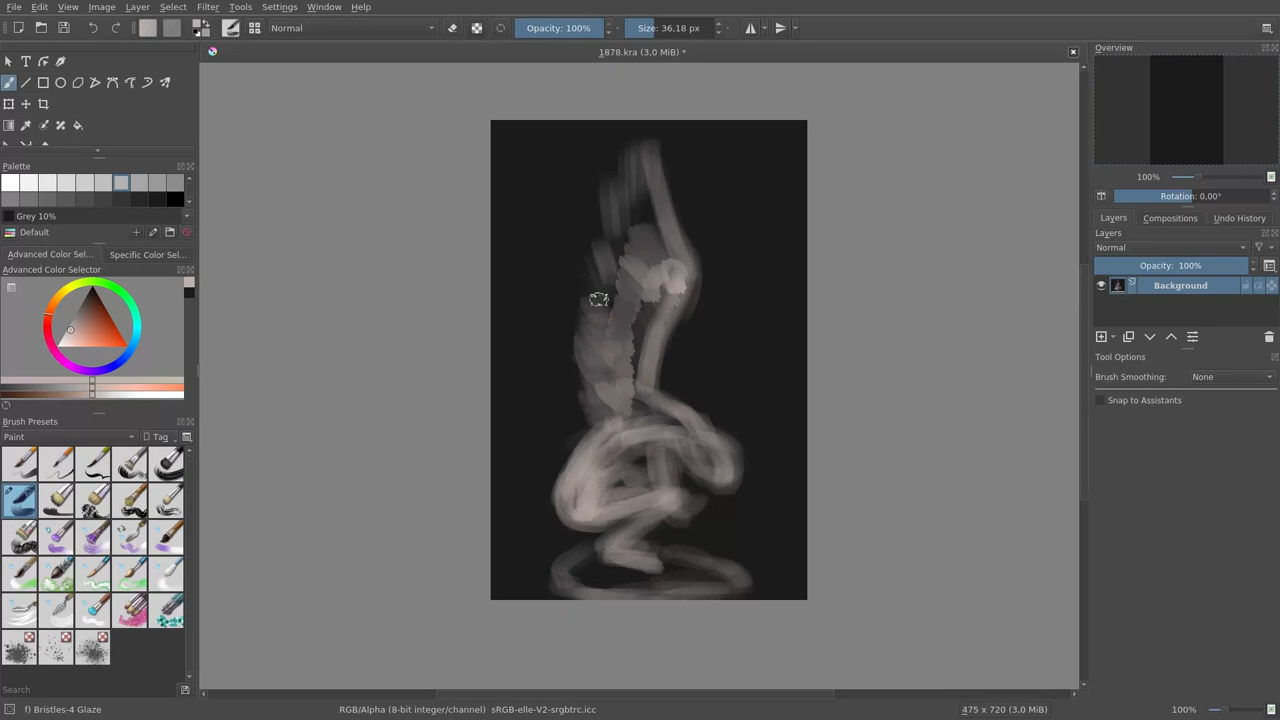 File Edit View Image Layer Select Filter Tools Settings Window Help
Normal Opacity: 100% Size: 36,18 px
1878.kra (3,0 MiB) *
Overview
100%
Rotation: 0,00°
Palette
Grey 10%
Default
Advanced Color Sel... Specific Color Sel...
Advanced Color Selector
Layers Compositions Undo History
Layers
Normal
Opacity: 100%
Background
Tool Options
Brush Smoothing: None
Snap to Assistants
Brush Presets
Paint Tag
Search
f) Bristles-4 Glaze RGB/Alpha (8-bit integer/channel) sRGB-elle-V2-srgbtrc.icc 475 x 720 (3,0 MiB) 100%